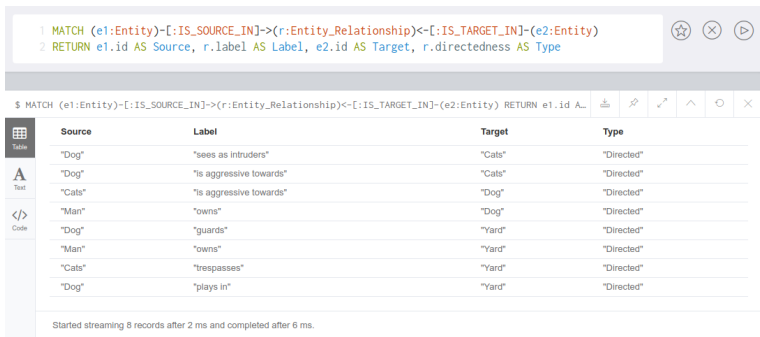 1 MATCH (e1:Entity)-[:IS_SOURCE_IN]->(r:Entity_Relationship)<-[:IS_TARGET_IN]-(e2:Entity)
2 RETURN e1.id AS Source, r.label AS Label, e2.id AS Target, r.directedness AS Type
$ MATCH (e1:Entity)-[:IS_SOURCE_IN]->(r:Entity_Relationship)<-[:IS_TARGET_IN]-(e2:Entity) RETURN e1.id A…
Table
A
Text
</>
Code
Source Label Target Type
"Dog" "sees as intruders" "Cats" "Directed"
"Dog" "is aggressive towards" "Cats" "Directed"
"Cats" "is aggressive towards" "Dog" "Directed"
"Man" "owns" "Dog" "Directed"
"Dog" "guards" "Yard" "Directed"
"Man" "owns" "Yard" "Directed"
"Cats" "trespasses" "Yard" "Directed"
"Dog" "plays in" "Yard" "Directed"
Started streaming 8 records after 2 ms and completed after 6 ms.